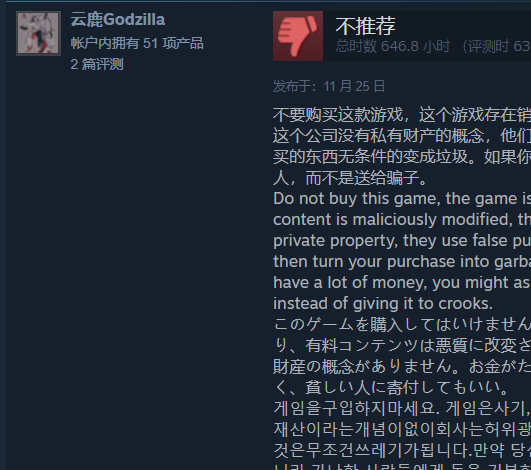 云鹿Godzilla
帐户内拥有 51 项产品
2 篇评测
不推荐
总时数 646.8 小时 （评测时 63
发布于：11 月 25 日
不要购买这款游戏，这个游戏存在销
这个公司没有私有财产的概念，他们
买的东西无条件的变成垃圾。如果你
人，而不是送给骗子。
Do not buy this game, the game is
content is maliciously modified, th
private property, they use false pu
then turn your purchase into garba
have a lot of money, you might as
instead of giving it to crooks.
このゲームを購入してはいけません
り、有料コンテンツは悪質に改変さ
財産の概念がありません。お金がた
く、貧しい人に寄付してもいい。
게임을구입하지마세요. 게임은사기,
재산이라는개념이없이회사는허위광
것은무조건쓰레기가됩니다.만약 당신